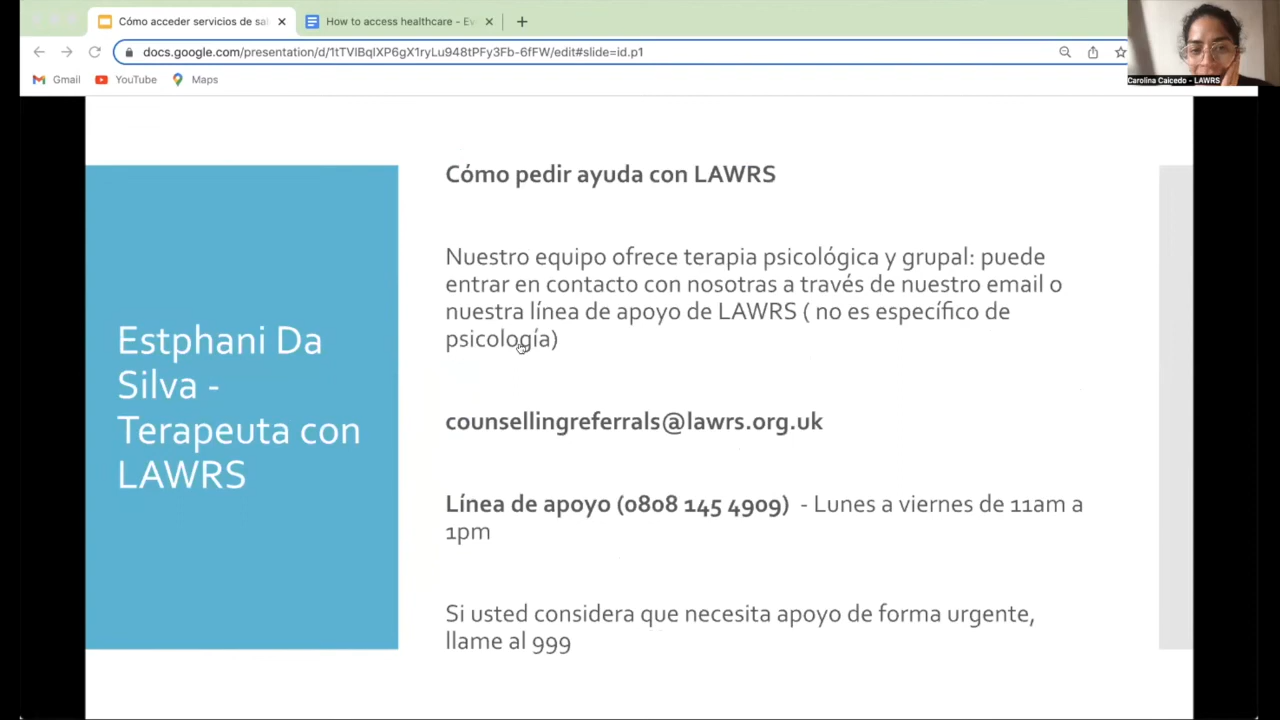 Cómo acceder servicios de sal
How to access healthcare - Ev
docs.google.com/presentation/d/1tTVlBqlXP6gX1ryLu948tPFy3Fb-6fFW/edit#slide=id.p1
Gmail
YouTube
Maps
Carolina Caicedo - LAWRS
Estphani Da
Silva -
Terapeuta con
LAWRS
Cómo pedir ayuda con LAWRS
Nuestro equipo ofrece terapia psicológica y grupal: puede
entrar en contacto con nosotras a través de nuestro email o
nuestra línea de apoyo de LAWRS ( no es específico de
psicología)
counsellingreferrals@lawrs.org.uk
Línea de apoyo (0808 145 4909) - Lunes a viernes de 11am a
1pm
Si usted considera que necesita apoyo de forma urgente,
llame al 999